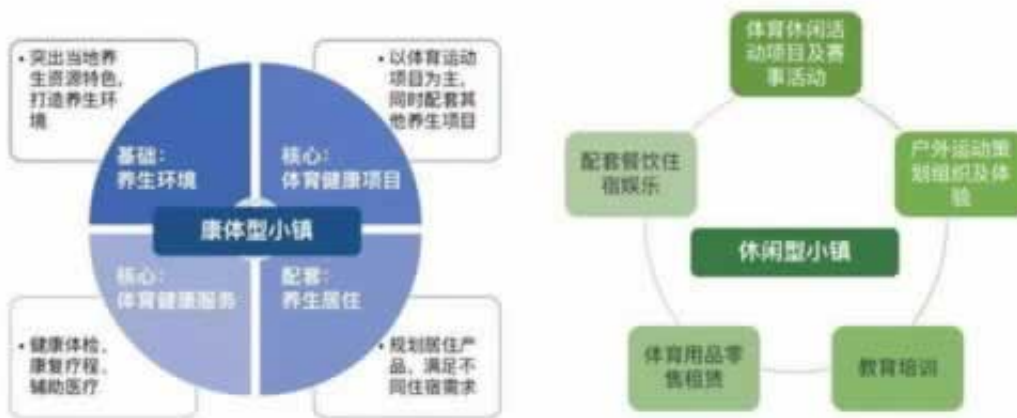 • 突出当地养
生资源特色,
打造养生环
境
• 以体育运动
项目为主,
同时配套其
他养生项目
基础:
养生环境
核心:
体育健康项目
康体型小镇
核心:
体育健康服务
配套:
养生居住
• 健康体检、
康复疗程、
辅助医疗
• 规划居住产
品、满足不
同住宿需求
体育休闲活
动项目及赛
事活动
配套餐饮住
宿娱乐
户外运动策
划组织及体
验
休闲型小镇
体育用品零
售租赁
教育培训